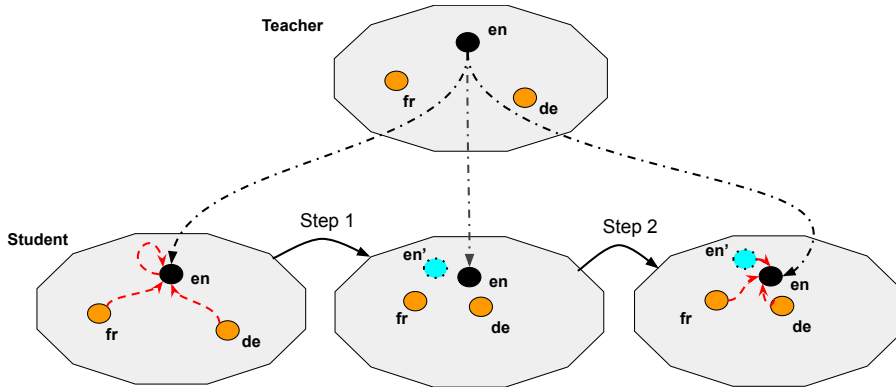 Teacher
en
fr
de
Student
Step 1
Step 2
en
fr
de
en’
en
fr
de
en’
en
fr
de